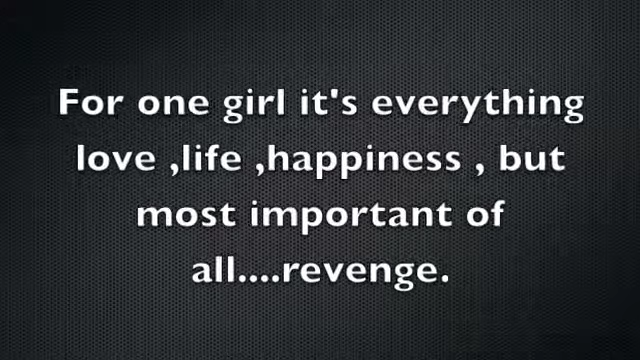 For one girl it's everything
love ,life ,happiness , but
most important of
all....revenge.